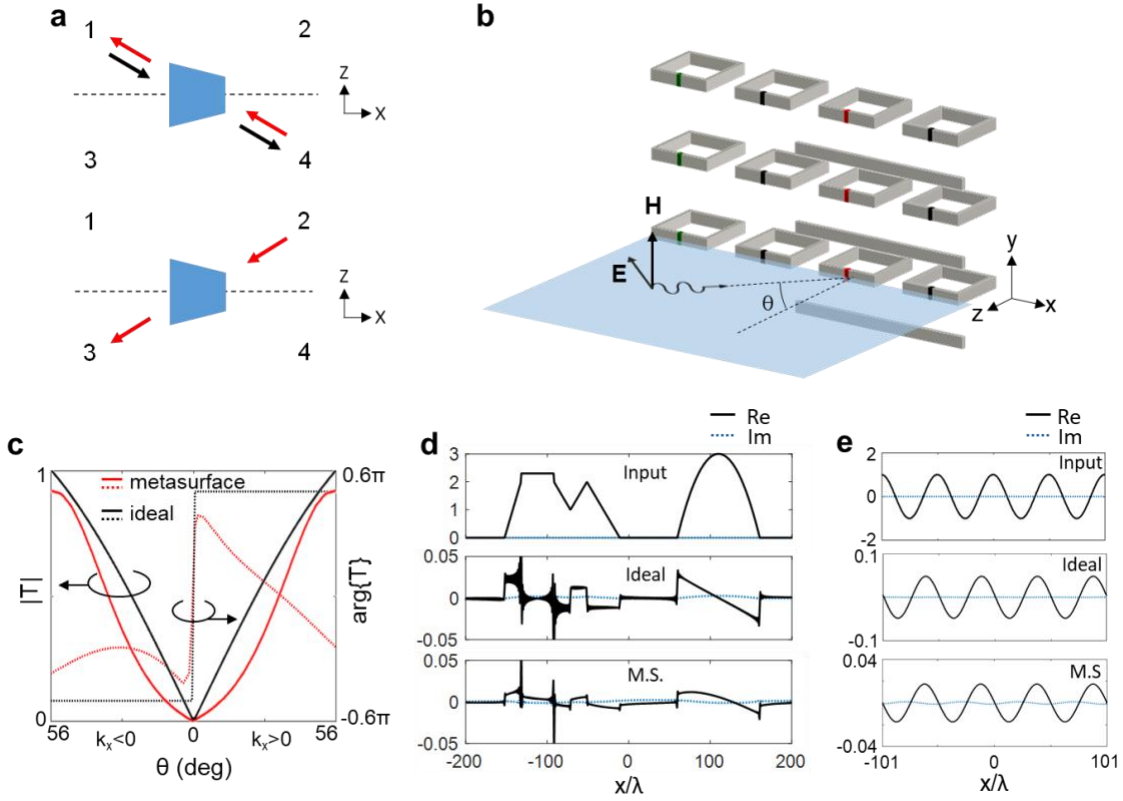 a
1 2
z
x
3 4
1 2
z
x
3 4
b
H
E
θ
y
z x
c
1 0.6π
metasurface
ideal
|T|
arg{T}
0 -0.6π
56 kx<0 0 kx>0 56
θ (deg)
d
Re
Im
3
2
1
0
Input
0.05
0
-0.05
Ideal
0.05
0
-0.05
M.S.
-200 -100 0 100 200
x/λ
e
Re
Im
2
0
-2
Input
0.1
0
-0.1
Ideal
0.04
0
-0.04
M.S
-101 0 101
x/λ